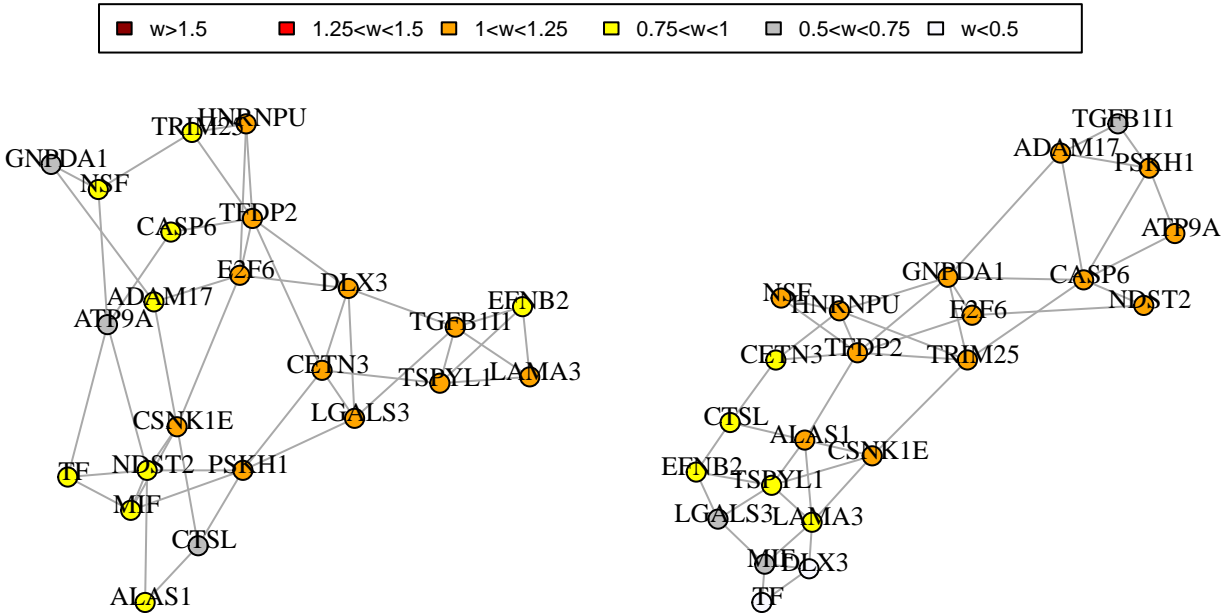 w>1.5 1.25<w<1.5 1<w<1.25 0.75<w<1 0.5<w<0.75 w<0.5
HNRNPU
TRIM25
GNPDA1
NSF
TFDP2
CASP6
E2F6
DLX3
ADAM17
EFNB2
ATP9A
TGFB1I1
CETN3
LAMA3
TSPYL1
LGALS3
CSNK1E
TF
NDST2
PSKH1
MIF
CTSL
ALAS1
TGFB1I1
ADAM17
PSKH1
ATP9A
GNPDA1
CASP6
NSF
NDST2
HNRNPU
E2F6
CETN3
TFDP2
TRIM25
CTSL
ALAS1
CSNK1E
EFNB2
TSPYL1
LGALS3
LAMA3
MIF
DLX3
TF